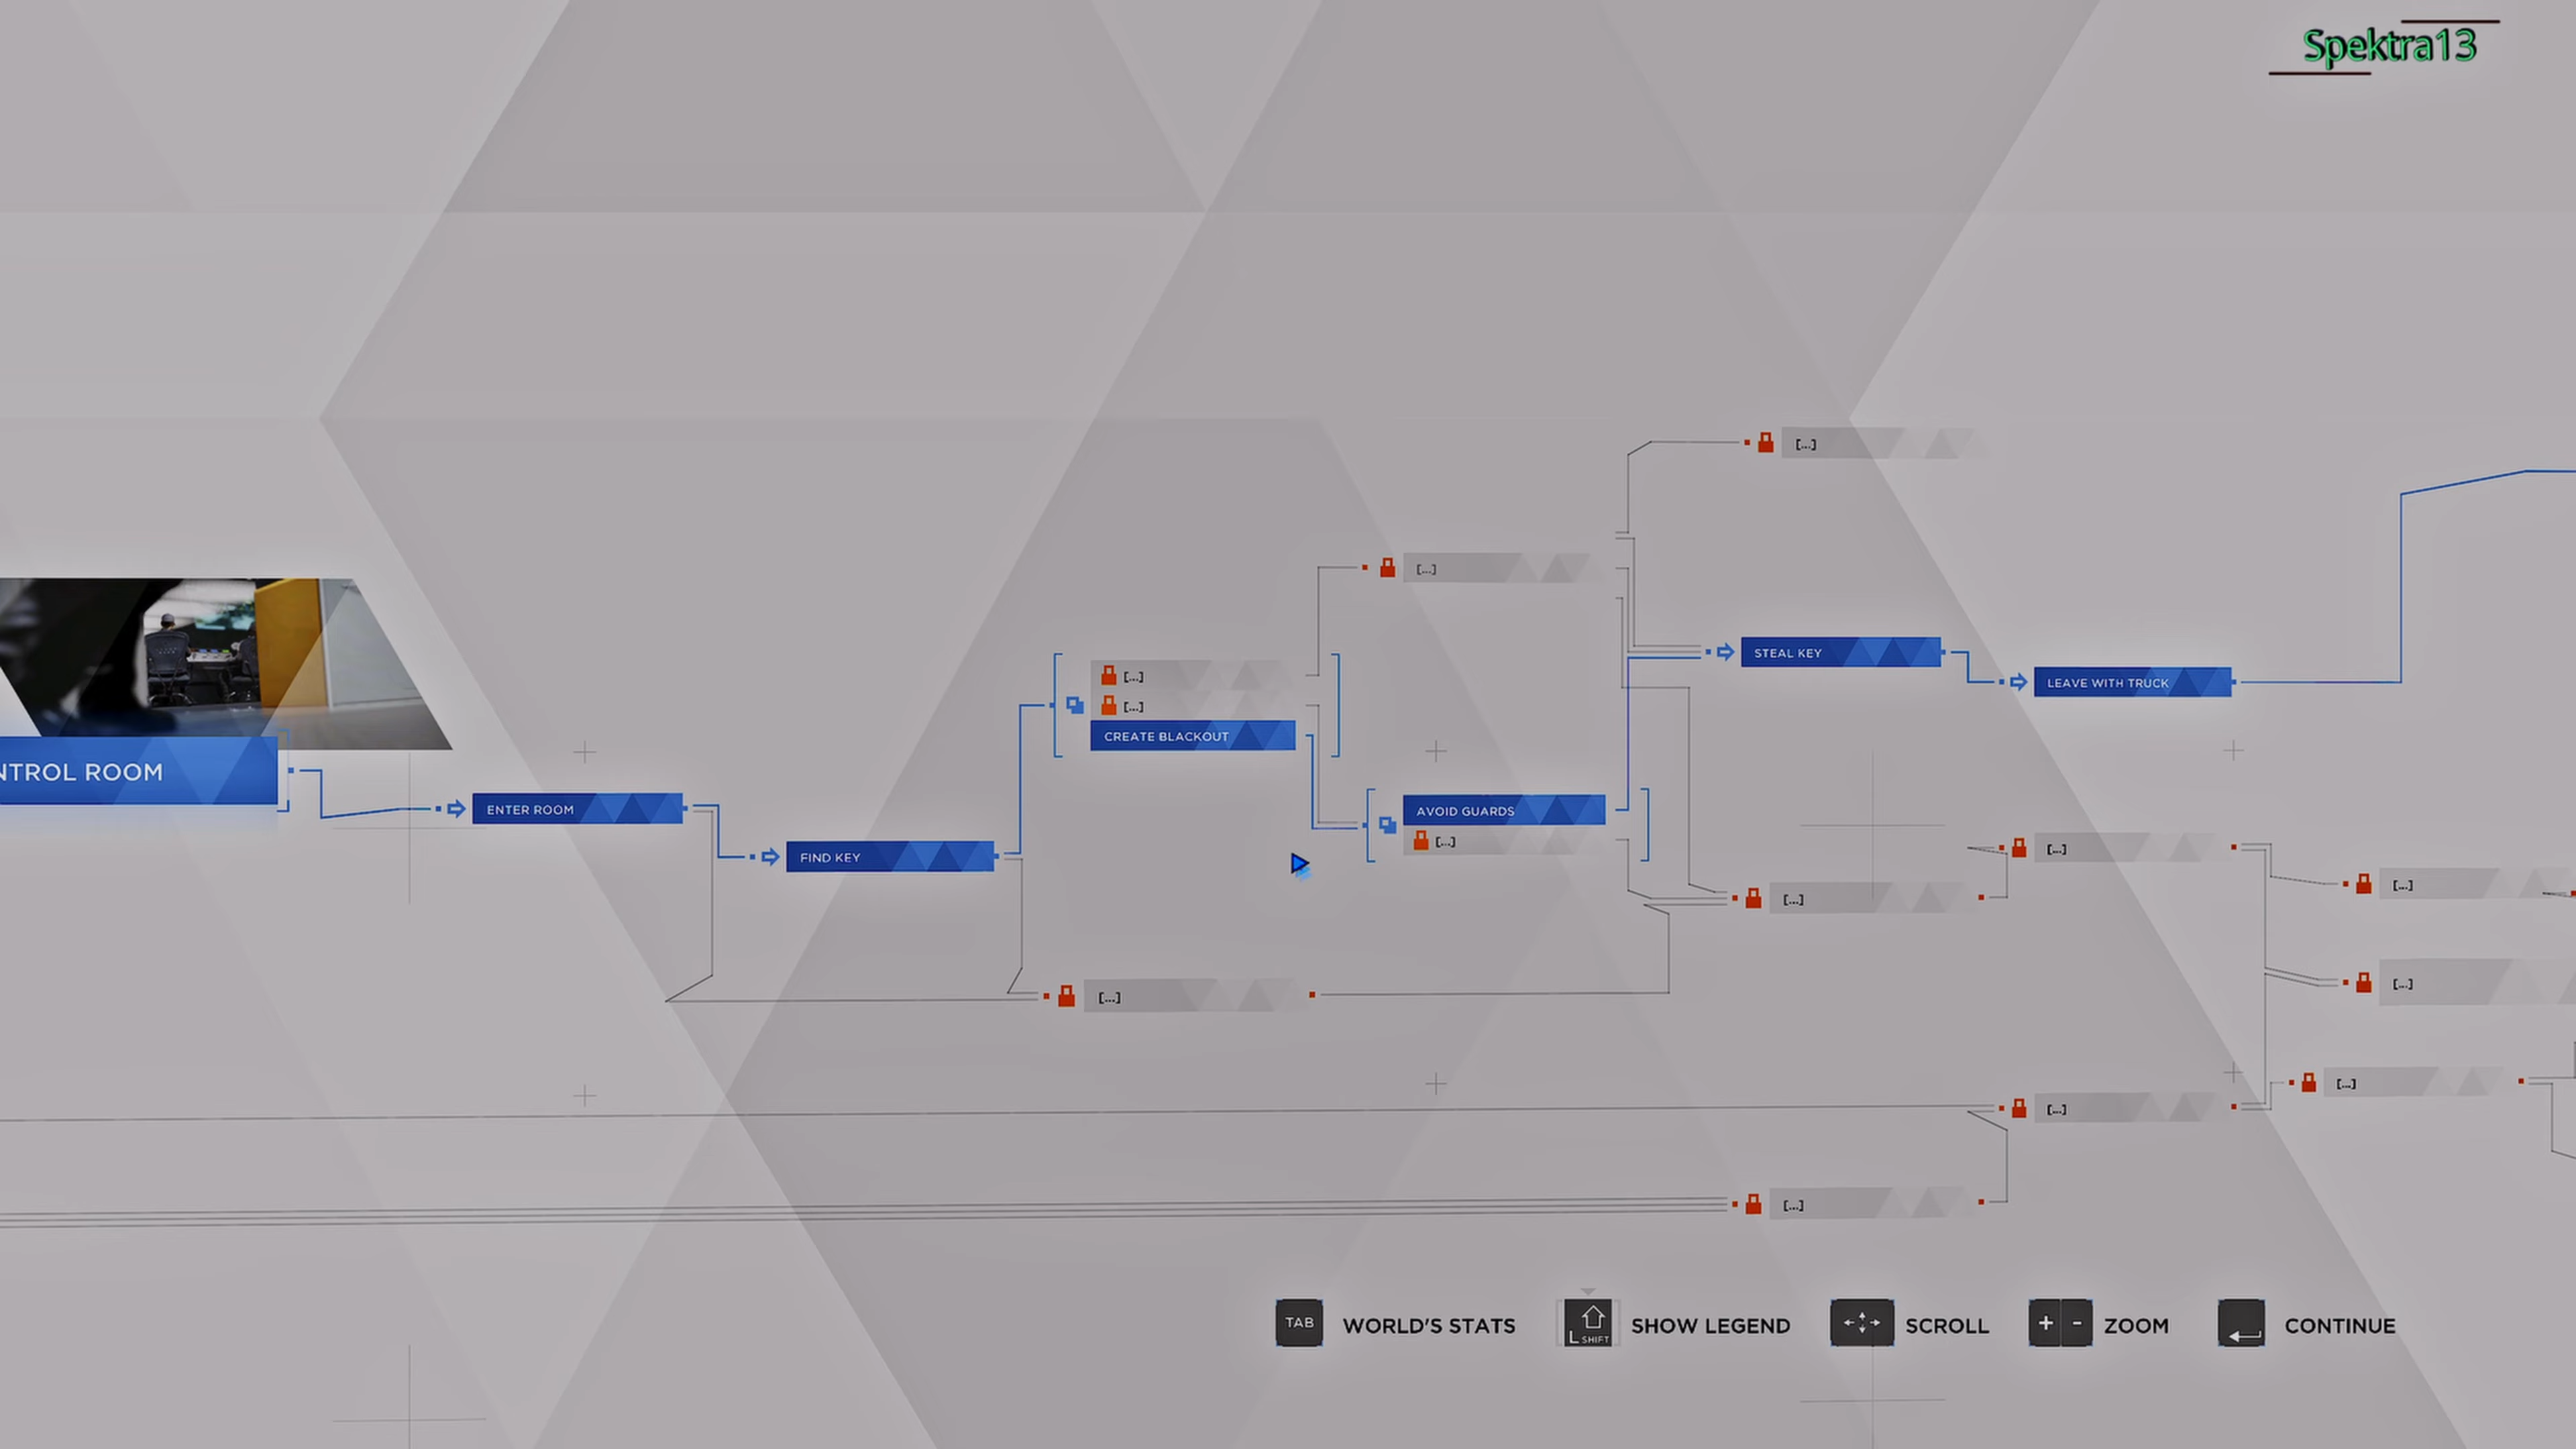 Spektra13
[...]
[...]
STEAL KEY
[...]
[...]
CREATE BLACKOUT
LEAVE WITH TRUCK
NTROL ROOM
ENTER ROOM
AVOID GUARDS
[...]
FIND KEY
[...]
[...]
[...]
[...]
[...]
[...]
[...]
[...]
TAB WORLD'S STATS L SHIFT SHOW LEGEND SCROLL + - ZOOM CONTINUE